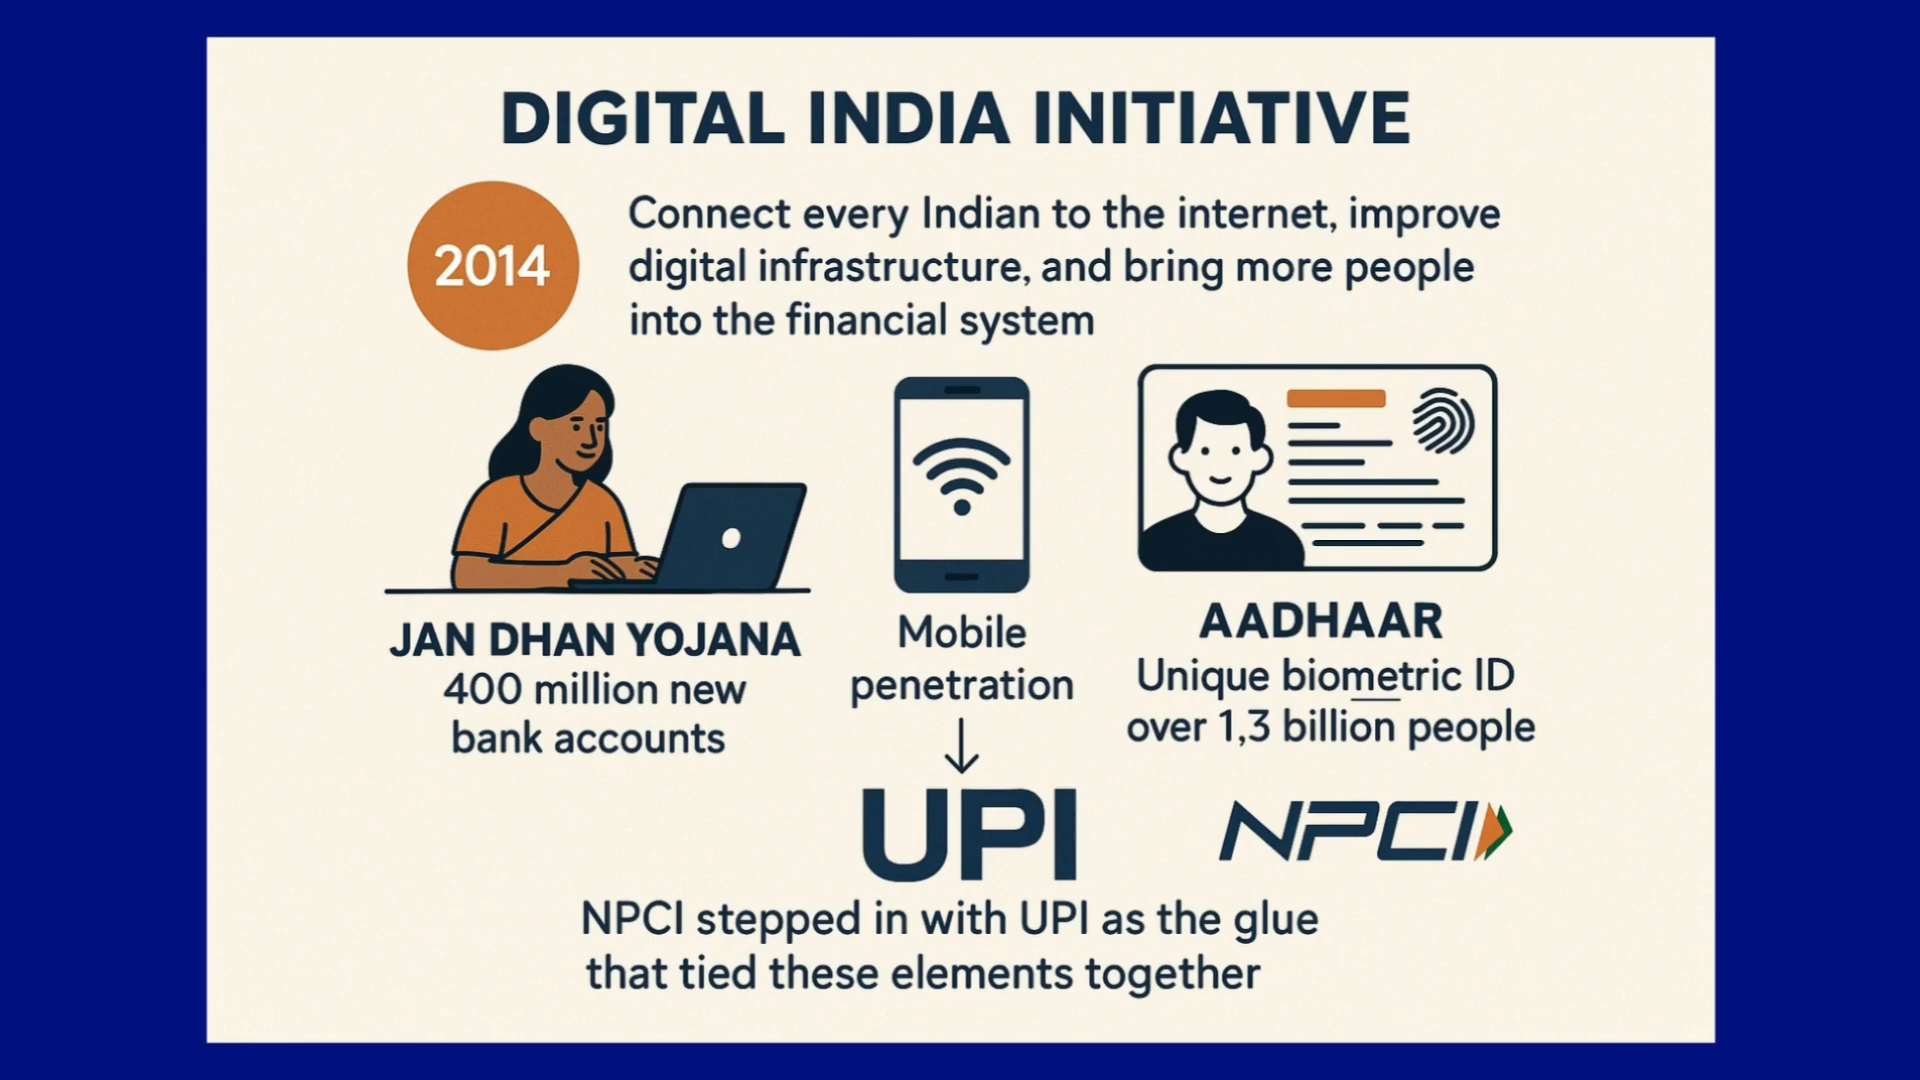 DIGITAL INDIA INITIATIVE
2014
Connect every Indian to the internet, improve
digital infrastructure, and bring more people
into the financial system
JAN DHAN YOJANA
400 million new
bank accounts
Mobile
penetration
AADHAAR
Unique biometric ID
over 1,3 billion people
UPI
NPCI
NPCI stepped in with UPI as the glue
that tied these elements together